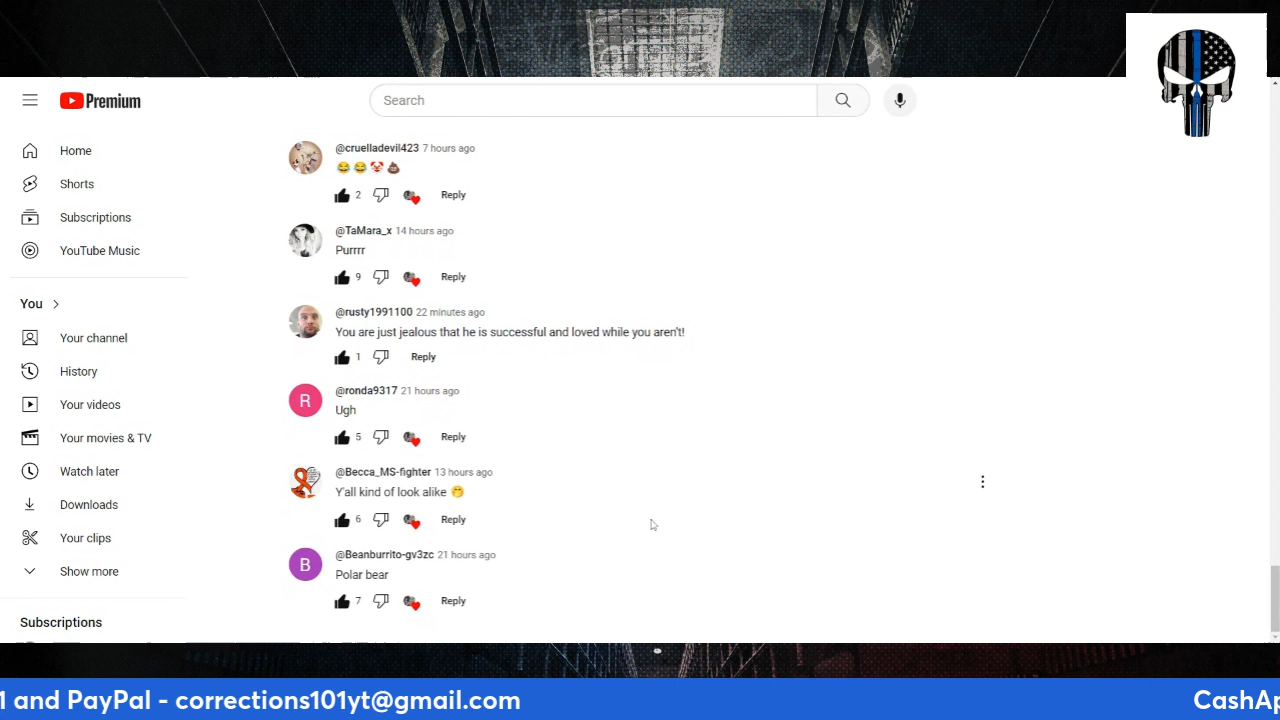 Premium
Search
Home
Shorts
Subscriptions
YouTube Music
You
Your channel
History
Your videos
Your movies & TV
Watch later
Downloads
Your clips
Show more
Subscriptions
@cruelladevil423 7 hours ago
😂😂🤡💩
2 Reply
@TaMara_x 14 hours ago
Purrrr
9 Reply
@rusty1991100 22 minutes ago
You are just jealous that he is successful and loved while you aren't!
1 Reply
R
@ronda9317 21 hours ago
Ugh
5 Reply
@Becca_MS-fighter 13 hours ago
Y'all kind of look alike 🤭
6 Reply
B
@Beanburrito-gv3zc 21 hours ago
Polar bear
7 Reply
1 and PayPal - corrections101yt@gmail.com
CashAp